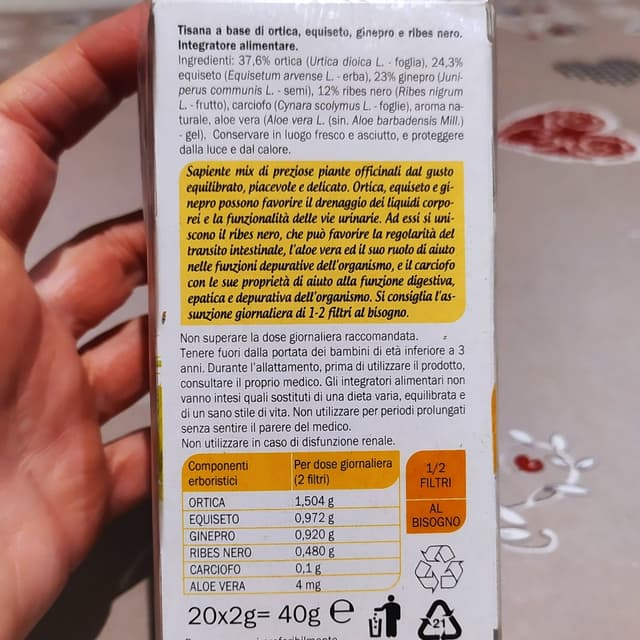 Tisana a base di ortica, equiseto, ginepro e ribes nero.
Integratore alimentare.
Ingredienti: 37,6% ortica (Urtica dioica L. - foglia), 24,3%
equiseto (Equisetum arvense L. - erba), 23% ginepro (Juni-
perus communis L. - semi), 12% ribes nero (Ribes nigrum
L. - frutto), carciofo (Cynara scolymus L. - foglie), aroma na-
turale, aloe vera (Aloe vera L. (sin. Aloe barbadensis Mill.)
- gel). Conservare in luogo fresco e asciutto, e proteggere
dalla luce e dal calore.
Sapiente mix di preziose piante officinali dal gusto
equilibrato, piacevole e delicato. Ortica, equiseto e gi-
nepro possono favorire il drenaggio dei liquidi corpo-
rei e la funzionalità delle vie urinarie. Ad essi si uni-
scono il ribes nero, che può favorire la regolarità del
transito intestinale, l'aloe vera ed il suo ruolo di aiuto
nelle funzioni depurative dell'organismo, e il carciofo
con le sue proprietà di aiuto alla funzione digestiva,
epatica e depurativa dell'organismo. Si consiglia l'as-
sunzione giornaliera di 1-2 filtri al bisogno.
Non superare la dose giornaliera raccomandata.
Tenere fuori dalla portata dei bambini di età inferiore a 3
anni. Durante l'allattamento, prima di utilizzare il prodotto,
consultare il proprio medico. Gli integratori alimentari non
vanno intesi quali sostituti di una dieta varia, equilibrata e
di un sano stile di vita. Non utilizzare per periodi prolungati
senza sentire il parere del medico.
Non utilizzare in caso di disfunzione renale.
Componenti erboristici Per dose giornaliera (2 filtri)
ORTICA 1,504 g
EQUISETO 0,972 g
GINEPRO 0,920 g
RIBES NERO 0,480 g
CARCIOFO 0,1 g
ALOE VERA 4 mg
1/2
FILTRI
AL
BISOGNO
20x2g= 40g e
21